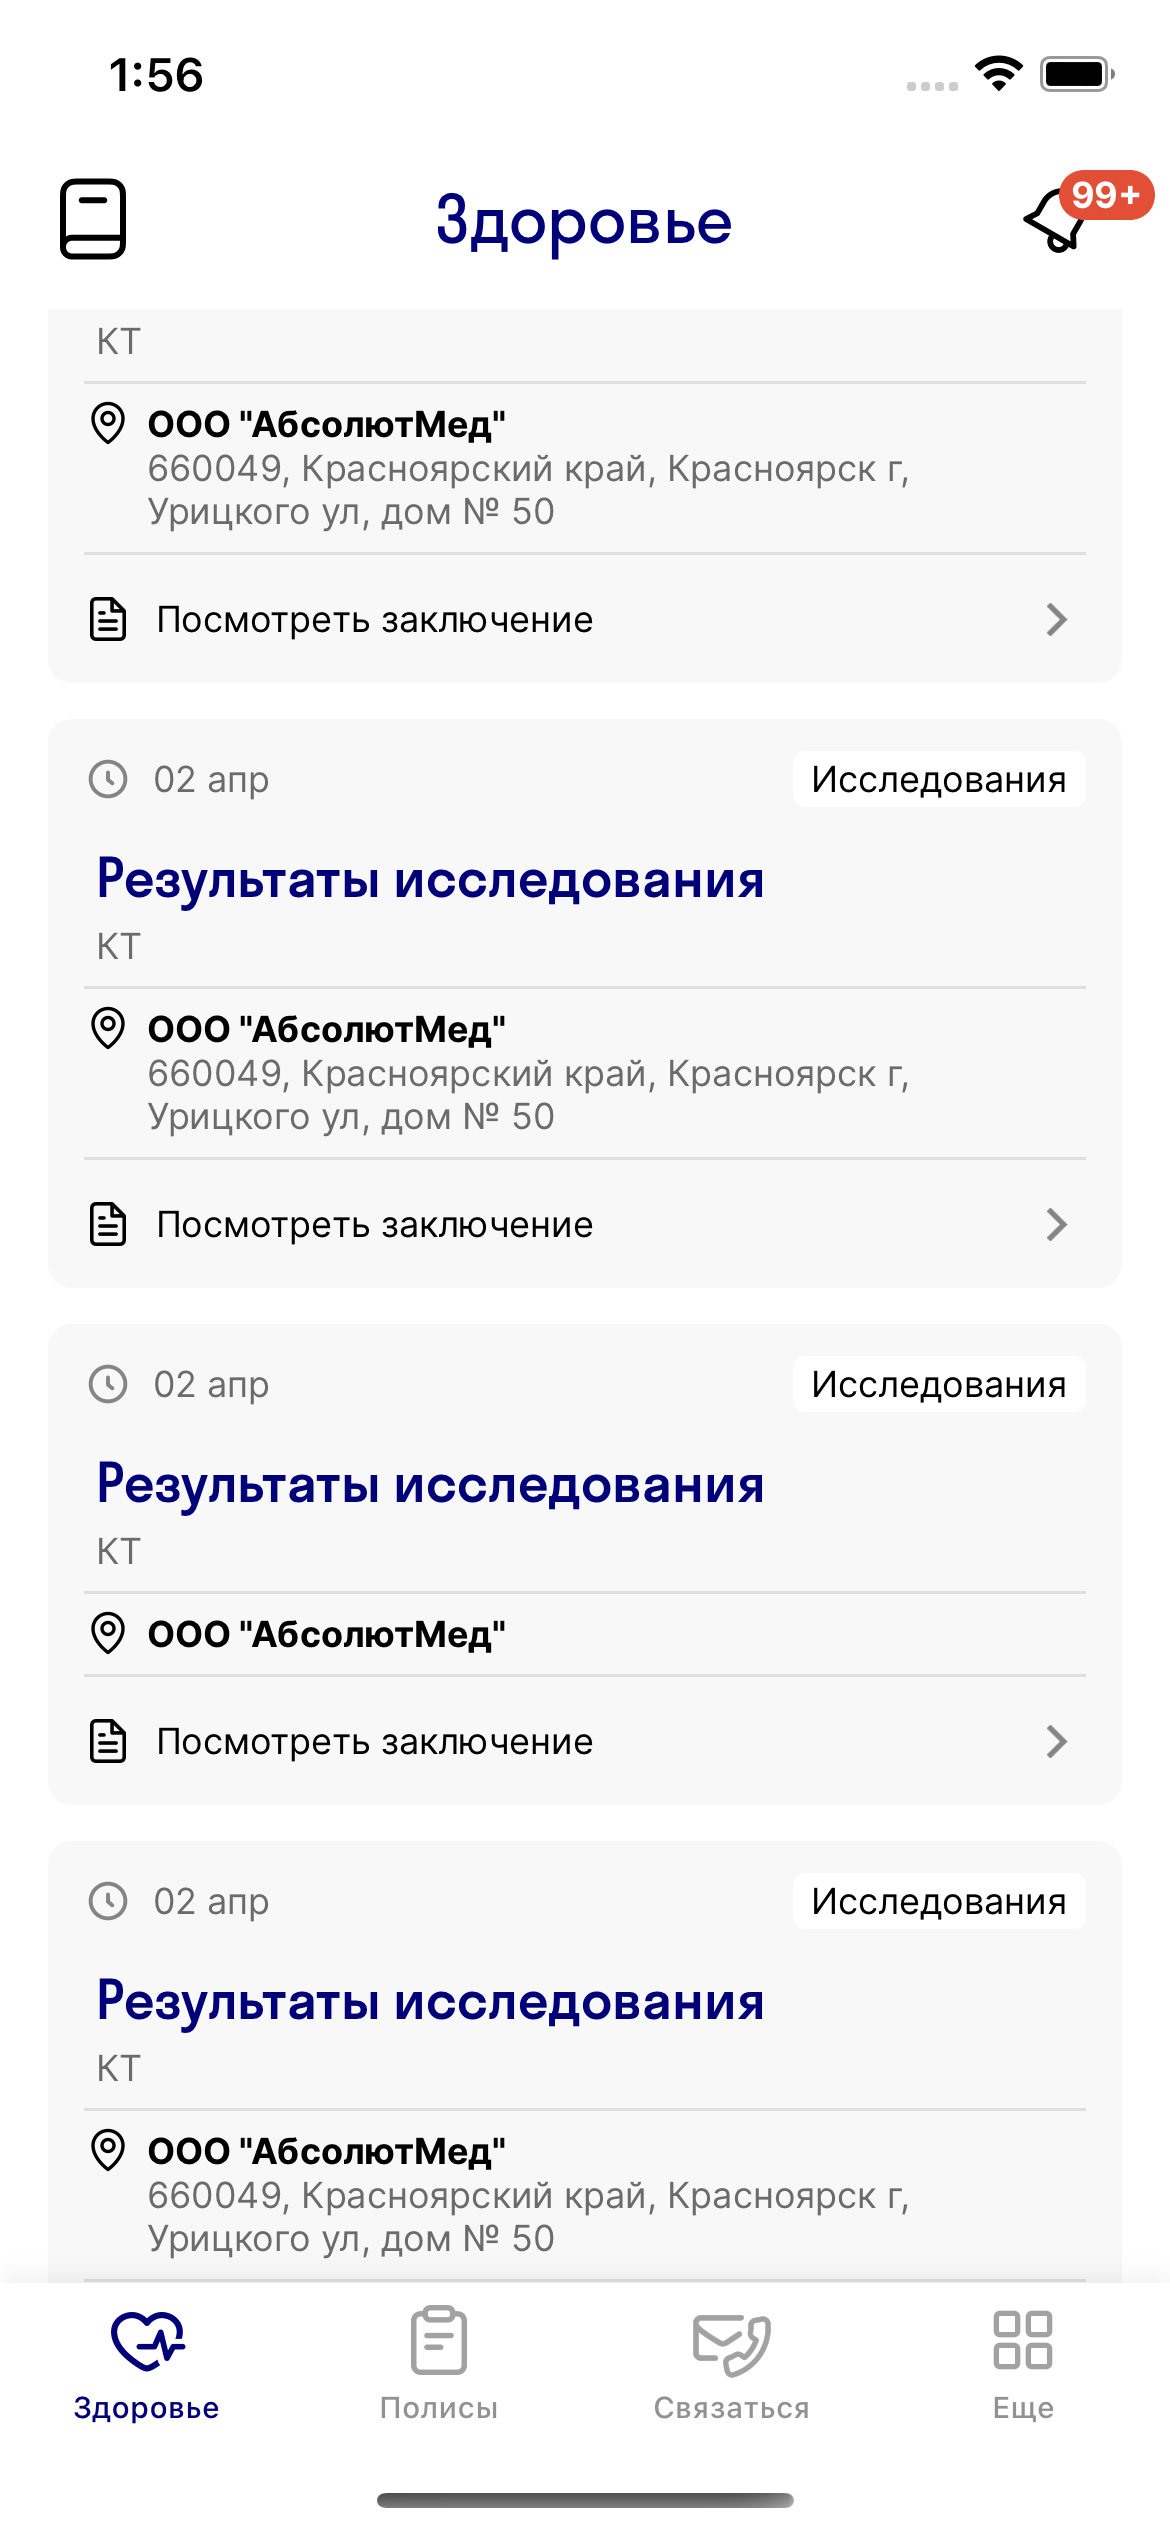 1:56
Здоровье
99+
КТ
ООО "АбсолютМед"
660049, Красноярский край, Красноярск г,
Урицкого ул, дом № 50
Посмотреть заключение
02 апр
Исследования
Результаты исследования
КТ
ООО "АбсолютМед"
660049, Красноярский край, Красноярск г,
Урицкого ул, дом № 50
Посмотреть заключение
02 апр
Исследования
Результаты исследования
КТ
ООО "АбсолютМед"
Посмотреть заключение
02 апр
Исследования
Результаты исследования
КТ
ООО "АбсолютМед"
660049, Красноярский край, Красноярск г,
Урицкого ул, дом № 50
Здоровье
Полисы
Связаться
Еще